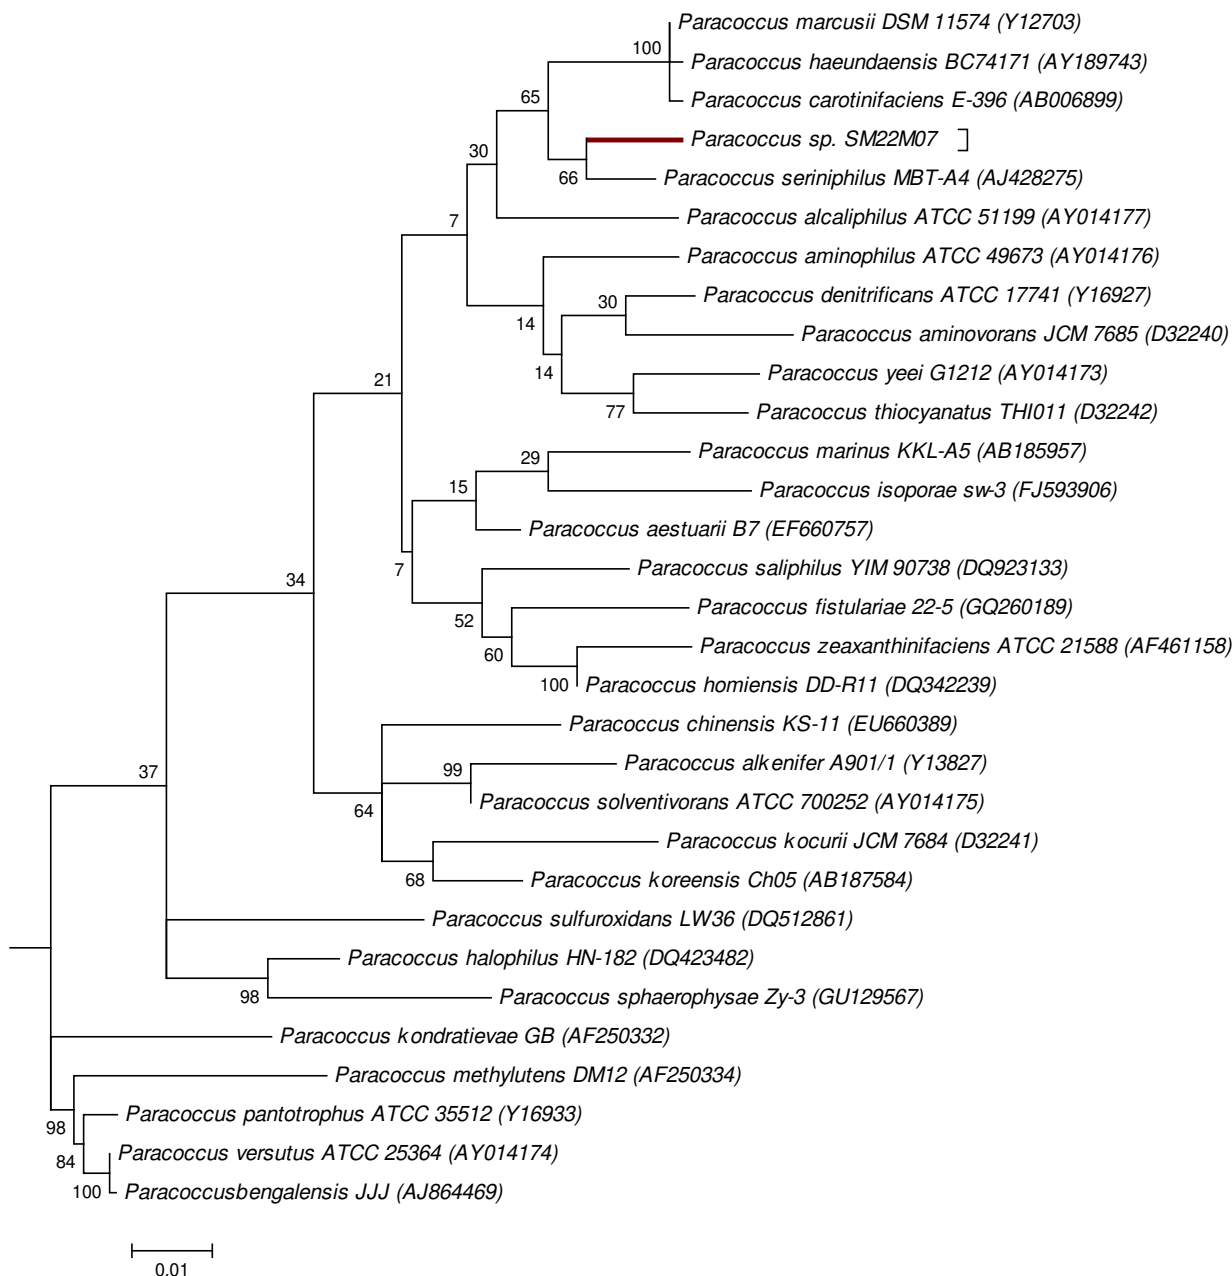 Paracoccus marcusii DSM 11574 (Y12703)
100
Paracoccus haeundaensis BC74171 (AY189743)
65
Paracoccus carotinifaciens E-396 (AB006899)
Paracoccus sp. SM22M07
30
66
Paracoccus seriniphilus MBT-A4 (AJ428275)
7
Paracoccus alcaliphilus ATCC 51199 (AY014177)
Paracoccus aminophilus ATCC 49673 (AY014176)
30
Paracoccus denitrificans ATCC 17741 (Y16927)
14
Paracoccus aminovorans JCM 7685 (D32240)
14
Paracoccus yeei G1212 (AY014173)
21
77
Paracoccus thiocyanatus THI011 (D32242)
Paracoccus marinus KKL-A5 (AB185957)
29
15
Paracoccus isoporae sw-3 (FJ593906)
Paracoccus aestuarii B7 (EF660757)
7
Paracoccus saliphilus YIM 90738 (DQ923133)
34
52
Paracoccus fistulariae 22-5 (GQ260189)
60
Paracoccus zeaxanthinifaciens ATCC 21588 (AF461158)
100
Paracoccus homiensis DD-R11 (DQ342239)
Paracoccus chinensis KS-11 (EU660389)
37
99
Paracoccus alkenifer A901/1 (Y13827)
64
Paracoccus solventivorans ATCC 700252 (AY014175)
Paracoccus kocurii JCM 7684 (D32241)
68
Paracoccus koreensis Ch05 (AB187584)
Paracoccus sulfuroxidans LW36 (DQ512861)
Paracoccus halophilus HN-182 (DQ423482)
98
Paracoccus sphaerophysae Zy-3 (GU129567)
Paracoccus kondratievae GB (AF250332)
Paracoccus methylutens DM12 (AF250334)
98
Paracoccus pantotrophus ATCC 35512 (Y16933)
84
Paracoccus versutus ATCC 25364 (AY014174)
100
Paracoccusbengalensis JJJ (AJ864469)
0.01